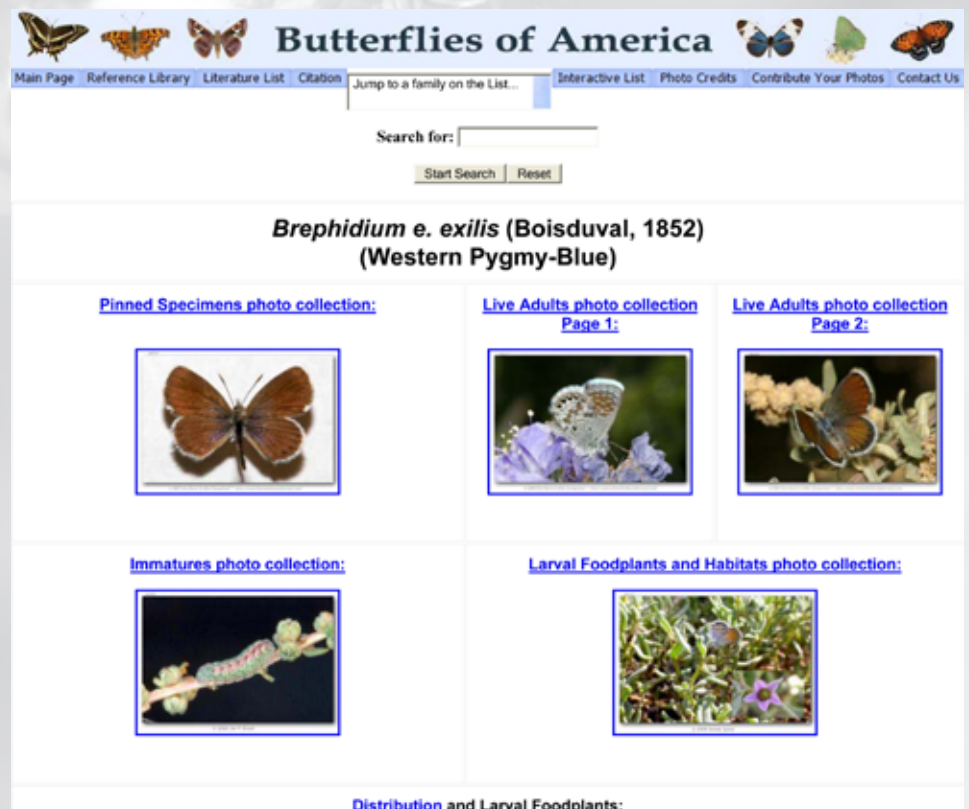 Butterflies of America
Main Page Reference Library Literature List Citation Jump to a family on the List... Interactive List Photo Credits Contribute Your Photos Contact Us
Search for:
Start Search Reset
Brephidium e. exilis (Boisduval, 1852)
(Western Pygmy-Blue)
Pinned Specimens photo collection:
Live Adults photo collection
Page 1:
Live Adults photo collection
Page 2:
Immatures photo collection:
Larval Foodplants and Habitats photo collection:
Distribution and Larval Foodplants: